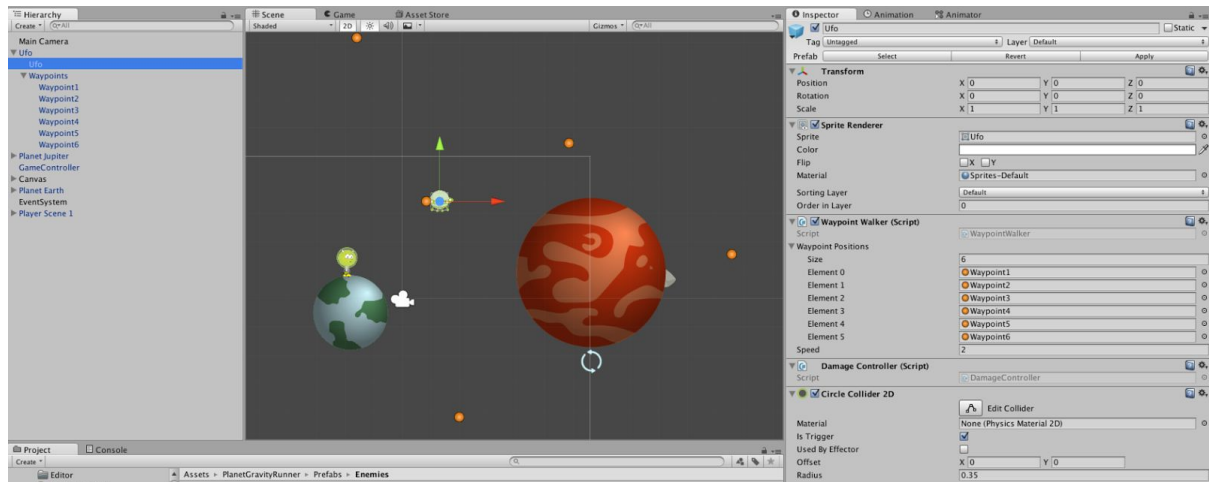 Hierarchy
Create
All
Main Camera
Ufo
Ufo
Waypoints
Waypoint1
Waypoint2
Waypoint3
Waypoint4
Waypoint5
Waypoint6
Planet Jupiter
GameController
Canvas
Planet Earth
EventSystem
Player Scene 1
Scene Game Asset Store
Shaded 2D Gizmos All
Inspector Animation Animator
Ufo Static
Tag Untagged Layer Default
Prefab Select Revert Apply
Transform
Position X 0 Y 0 Z 0
Rotation X 0 Y 0 Z 0
Scale X 1 Y 1 Z 1
Sprite Renderer
Sprite Ufo
Color
Flip X Y
Material Sprites-Default
Sorting Layer Default
Order in Layer 0
Waypoint Walker (Script)
Script WaypointWalker
Waypoint Positions
Size 6
Element 0 Waypoint1
Element 1 Waypoint2
Element 2 Waypoint3
Element 3 Waypoint4
Element 4 Waypoint5
Element 5 Waypoint6
Speed 2
Damage Controller (Script)
Script DamageController
Circle Collider 2D
Edit Collider
Material None (Physics Material 2D)
Is Trigger
Used By Effector
Offset X 0 Y 0
Radius 0.35
Project Console
Create
Editor
Assets PlanetGravityRunner Prefabs Enemies